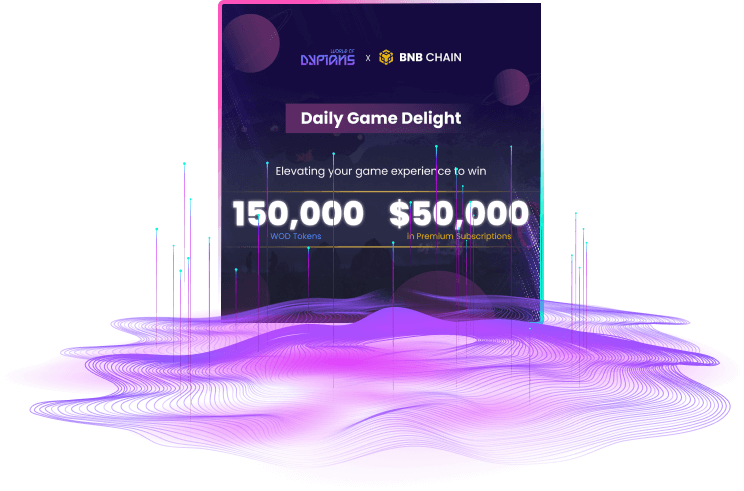 WORLD OF
DYPIANS X BNB CHAIN
Daily Game Delight
Elevating your game experience to win
150,000 $50,000
WOD Tokens in Premium Subscriptions